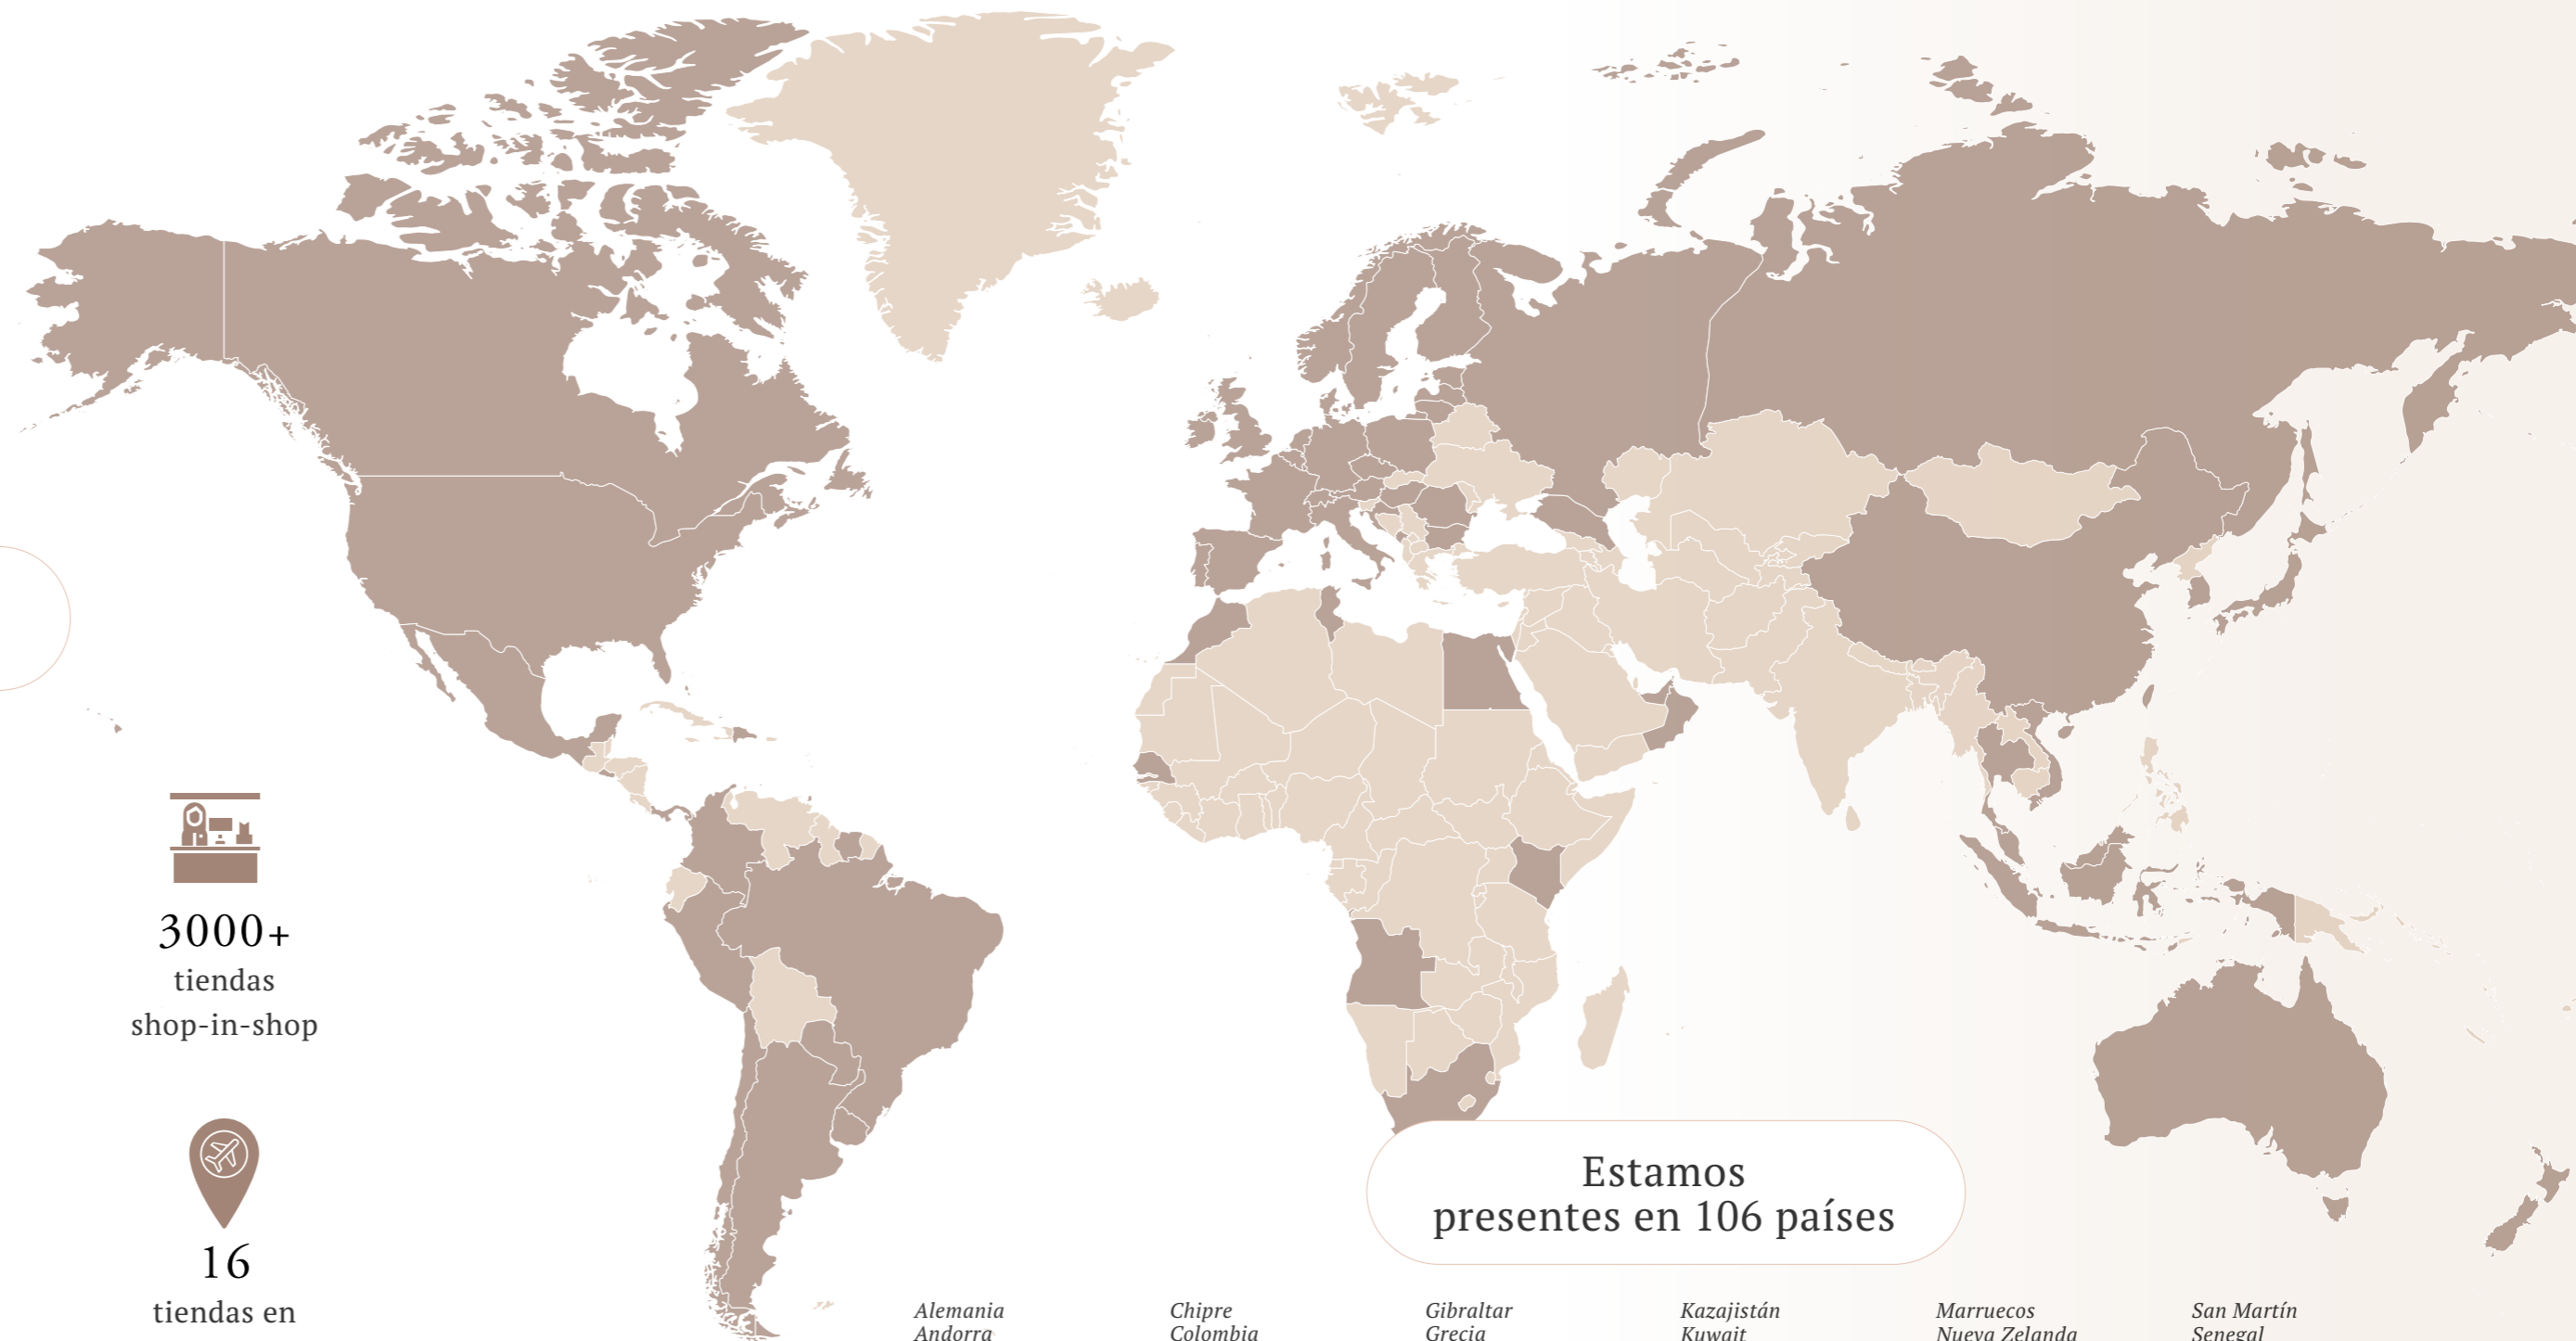 3000+
tiendas
shop-in-shop
16
tiendas en
Estamos
presentes en 106 países
Alemania
Andorra
Chipre
Colombia
Gibraltar
Grecia
Kazajistán
Kuwait
Marruecos
Nueva Zelanda
San Martín
Senegal